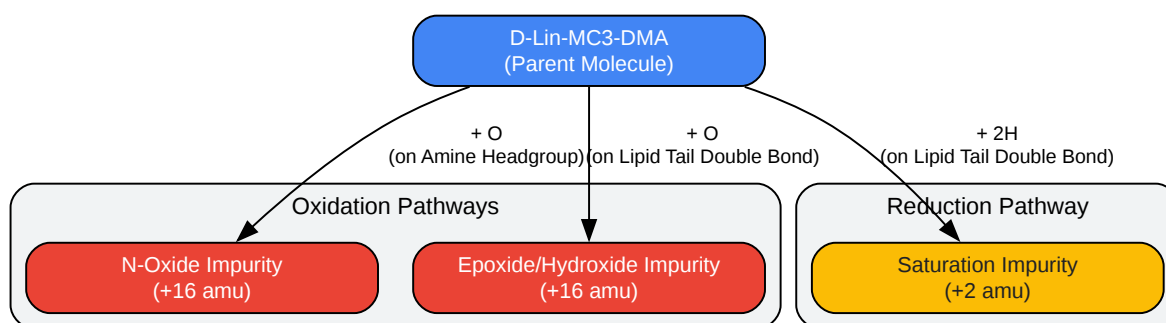 D-Lin-MC3-DMA
(Parent Molecule)
+ O
(on Amine Headgroup)
+ O
(on Lipid Tail Double Bond)
+ 2H
(on Lipid Tail Double Bond)
Oxidation Pathways
Reduction Pathway
N-Oxide Impurity
(+16 amu)
Epoxide/Hydroxide Impurity
(+16 amu)
Saturation Impurity
(+2 amu)